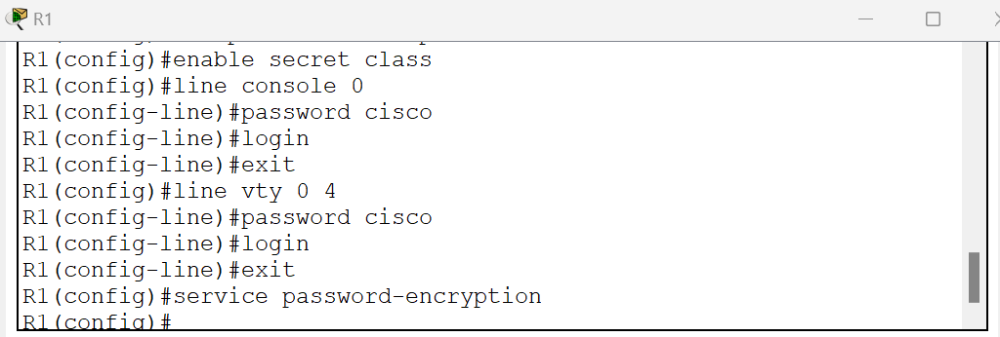 R1
R1(config)#enable secret class
R1(config)#line console 0
R1(config-line)#password cisco
R1(config-line)#login
R1(config-line)#exit
R1(config)#line vty 0 4
R1(config-line)#password cisco
R1(config-line)#login
R1(config-line)#exit
R1(config)#service password-encryption
R1(config)#